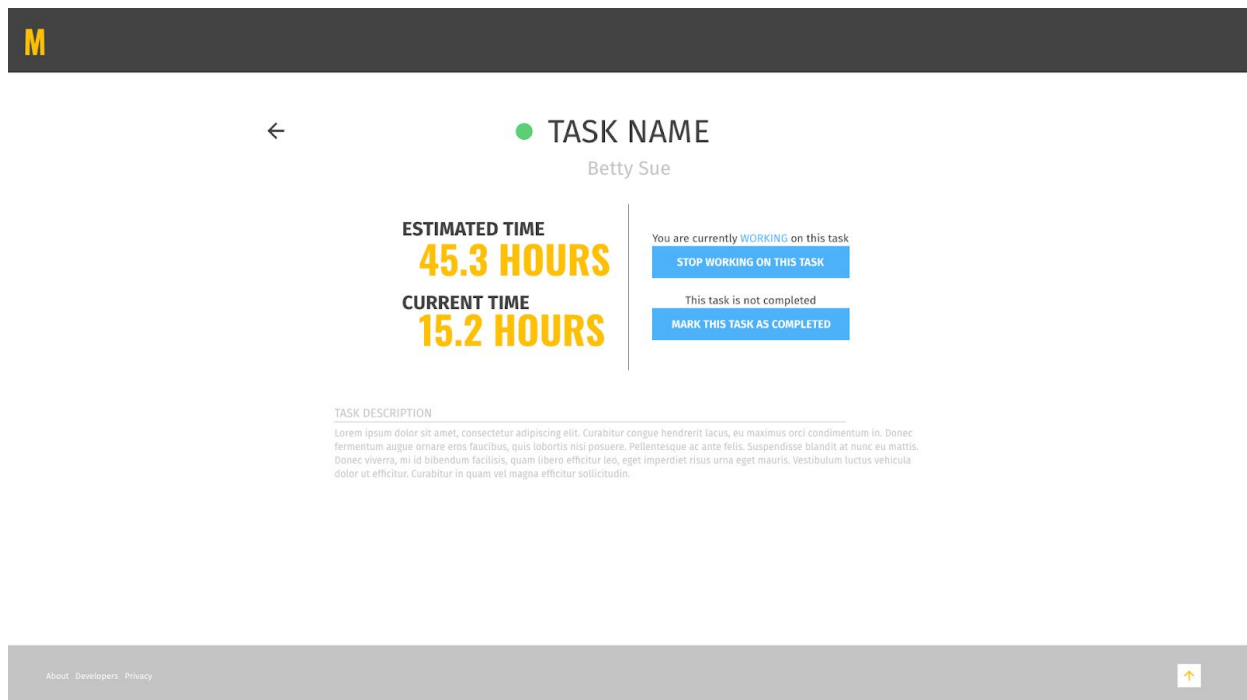 M
TASK NAME
Betty Sue
ESTIMATED TIME
45.3 HOURS
CURRENT TIME
15.2 HOURS
You are currently WORKING on this task
STOP WORKING ON THIS TASK
This task is not completed
MARK THIS TASK AS COMPLETED
TASK DESCRIPTION
Lorem ipsum dolor sit amet, consectetur adipiscing elit. Curabitur congue hendrerit lacus, eu maximus orci condimentum in. Donec
fermentum augue ornare eros faucibus, quis lobortis nisi posuere. Pellentesque ac ante felis. Suspendisse blandit at nunc eu mattis.
Donec viverra, mi id bibendum facilisis, quam libero efficitur leo, eget imperdiet risus urna eget mauris. Vestibulum luctus vehicula
dolor ut efficitur. Curabitur in quam vel magna efficitur sollicitudin.
About Developers Privacy